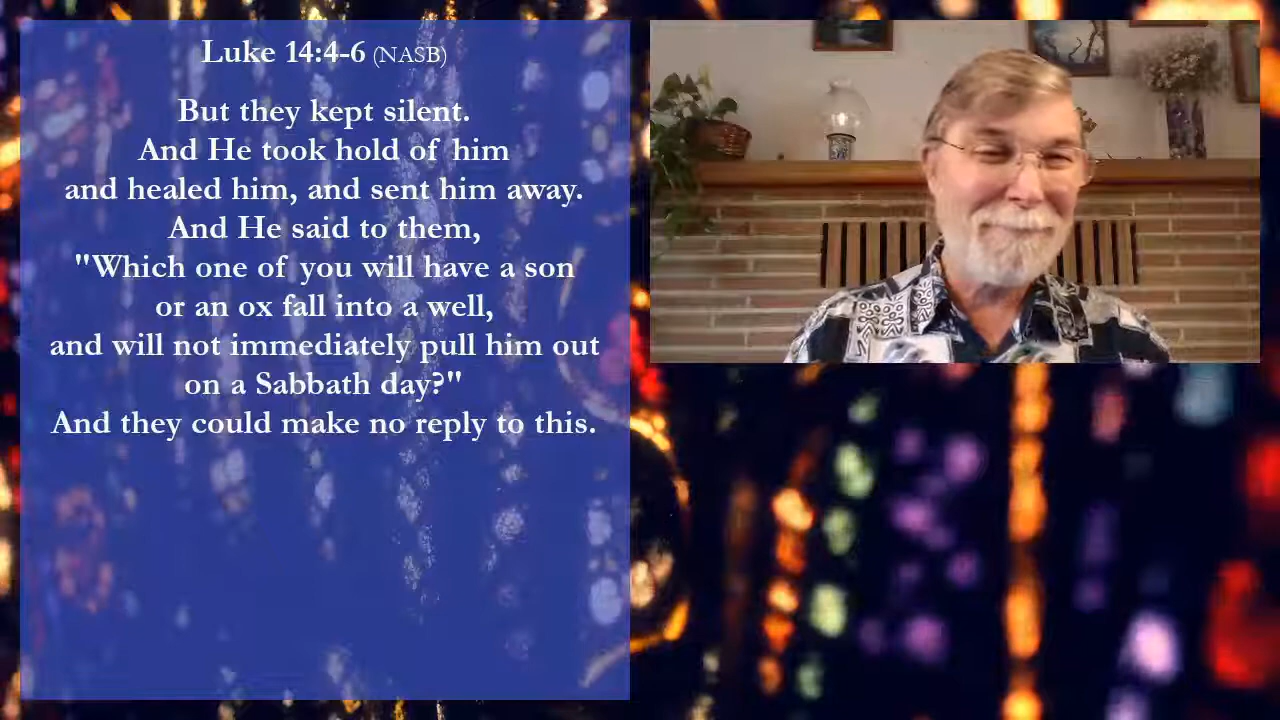 Luke 14:4-6 (NASB)
But they kept silent.
And He took hold of him
and healed him, and sent him away.
And He said to them,
"Which one of you will have a son
or an ox fall into a well,
and will not immediately pull him out
on a Sabbath day?"
And they could make no reply to this.